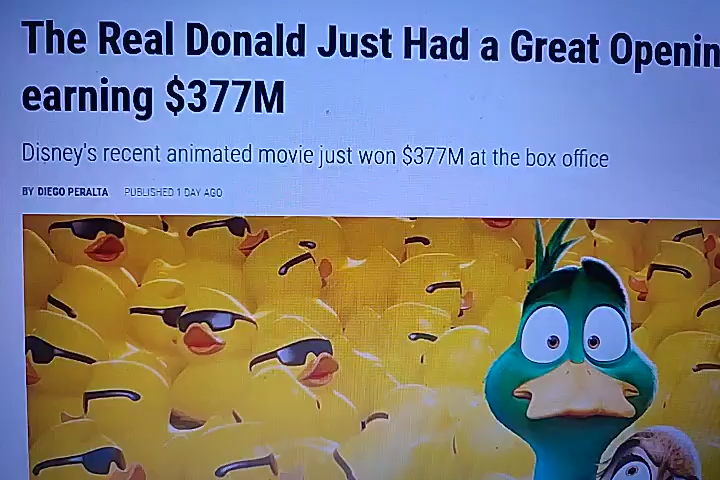 The Real Donald Just Had a Great Openin
earning $377M
Disney's recent animated movie just won $377M at the box office
BY DIEGO PERALTA PUBLISHED 1 DAY AGO